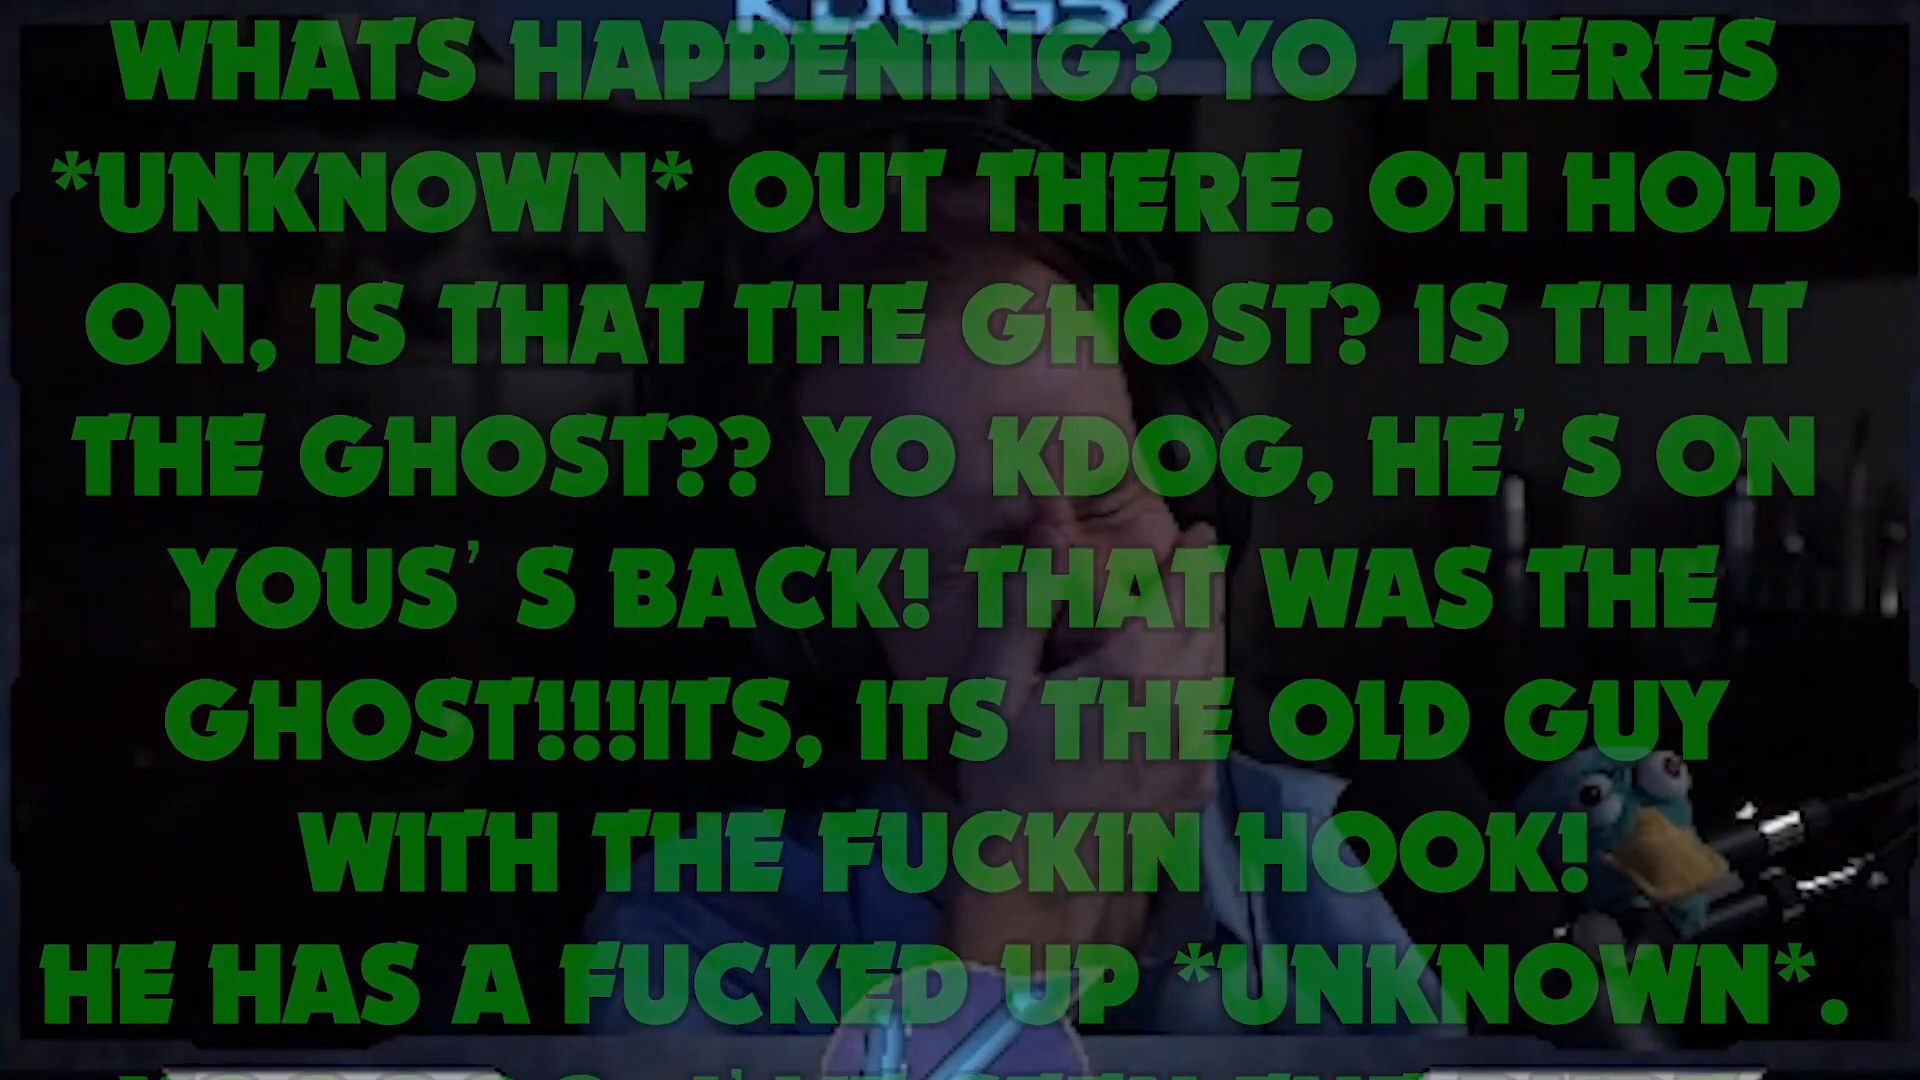 KDOGS7
WHATS HAPPENING? YO THERES
*UNKNOWN* OUT THERE. OH HOLD
ON, IS THAT THE GHOST? IS THAT
THE GHOST?? YO KDOG, HE'S ON
YOUS'S BACK! THAT WAS THE
GHOST!!!ITS, ITS THE OLD GUY
WITH THE FUCKIN HOOK!
HE HAS A FUCKED UP *UNKNOWN*.